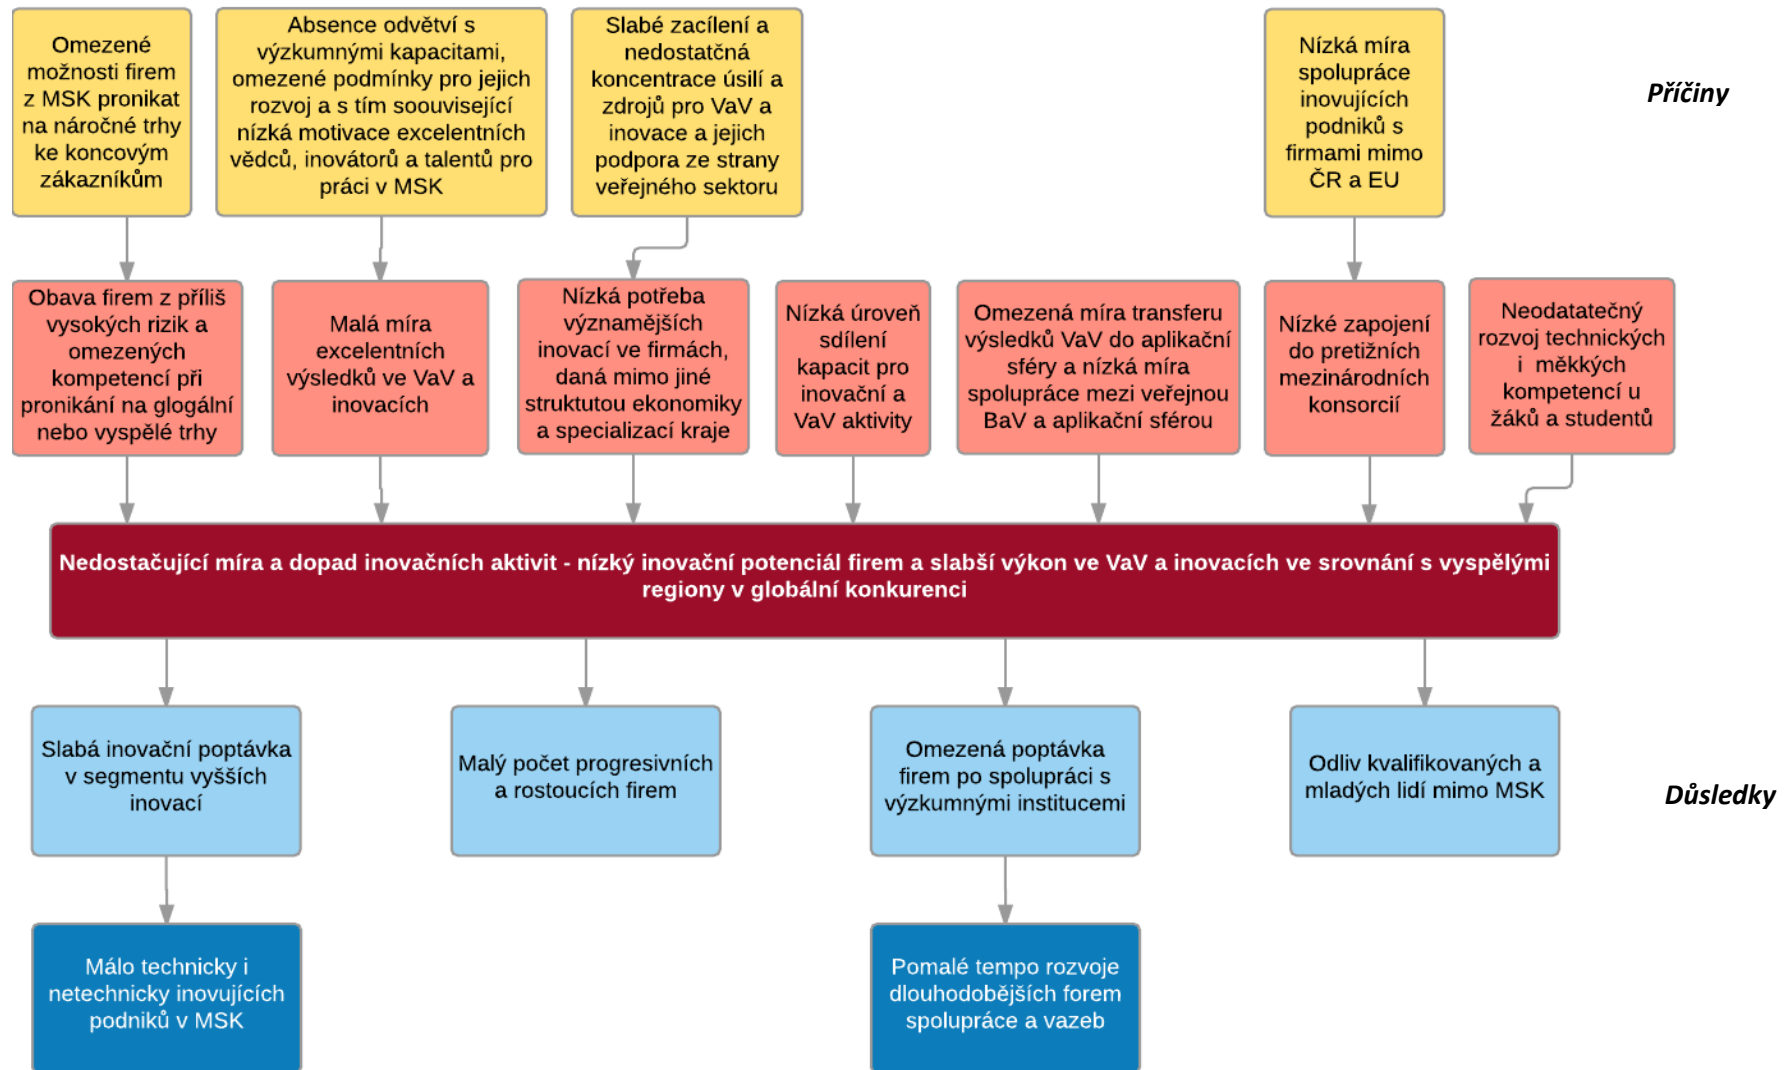 Omezené
možnosti firem
z MSK pronikat
na náročné trhy
ke koncovým
zákazníkům
Absence odvětví s
výzkumnými kapacitami,
omezené podmínky pro jejich
rozvoj a s tím soouvisející
nízká motivace excelentních
vědců, inovátorů a talentů pro
práci v MSK
Slabé zacílení a
nedostatčná
koncentrace úsilí a
zdrojů pro VaV a
inovace a jejich
podpora ze strany
veřejného sektoru
Nízká míra
spolupráce
inovujících
podniků s
firmami mimo
ČR a EU
Příčiny
Obava firem z příliš
vysokých rizik a
omezených
kompetencí při
pronikání na glogální
nebo vyspělé trhy
Malá míra
excelentních
výsledků ve VaV a
inovacích
Nízká potřeba
významějších
inovací ve firmách,
daná mimo jiné
struktutou ekonomiky
a specializací kraje
Nízká úroveň
sdílení
kapacit pro
inovační a
VaV aktivity
Omezená míra transferu
výsledků VaV do aplikační
sféry a nízká míra
spolupráce mezi veřejnou
BaV a aplikační sférou
Nízké zapojení
do pretižních
mezinárodních
konsorcií
Neodatatečný
rozvoj technických
i měkkých
kompetencí u
žáků a studentů
Nedostačující míra a dopad inovačních aktivit - nízký inovační potenciál firem a slabší výkon ve VaV a inovacích ve srovnání s vyspělými
regiony v globální konkurenci
Slabá inovační poptávka
v segmentu vyšších
inovací
Malý počet progresivních
a rostoucích firem
Omezená poptávka
firem po spolupráci s
výzkumnými institucemi
Odliv kvalifikovaných a
mladých lidí mimo MSK
Důsledky
Málo technicky i
netechnicky inovujících
podniků v MSK
Pomalé tempo rozvoje
dlouhodobějších forem
spolupráce a vazeb